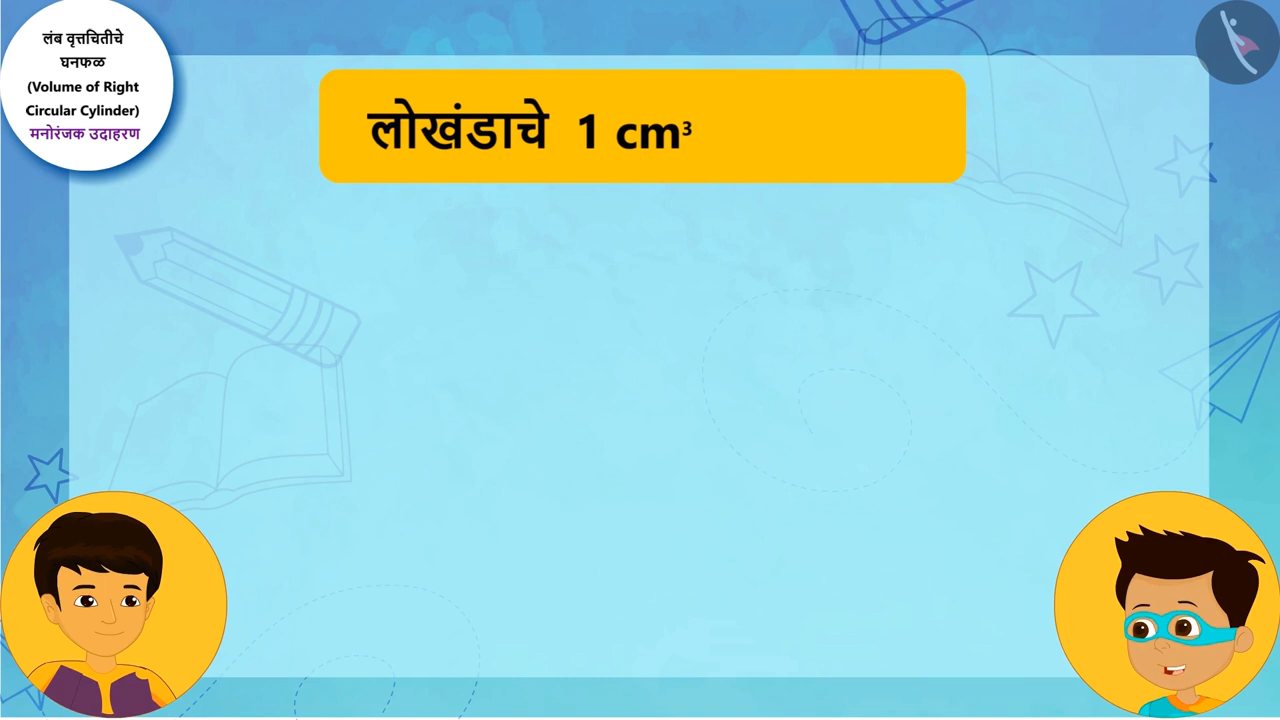 लंब वृत्तचितीचे
घनफळ
(Volume of Right
Circular Cylinder)
मनोरंजक उदाहरण
लोखंडाचे 1 cm³